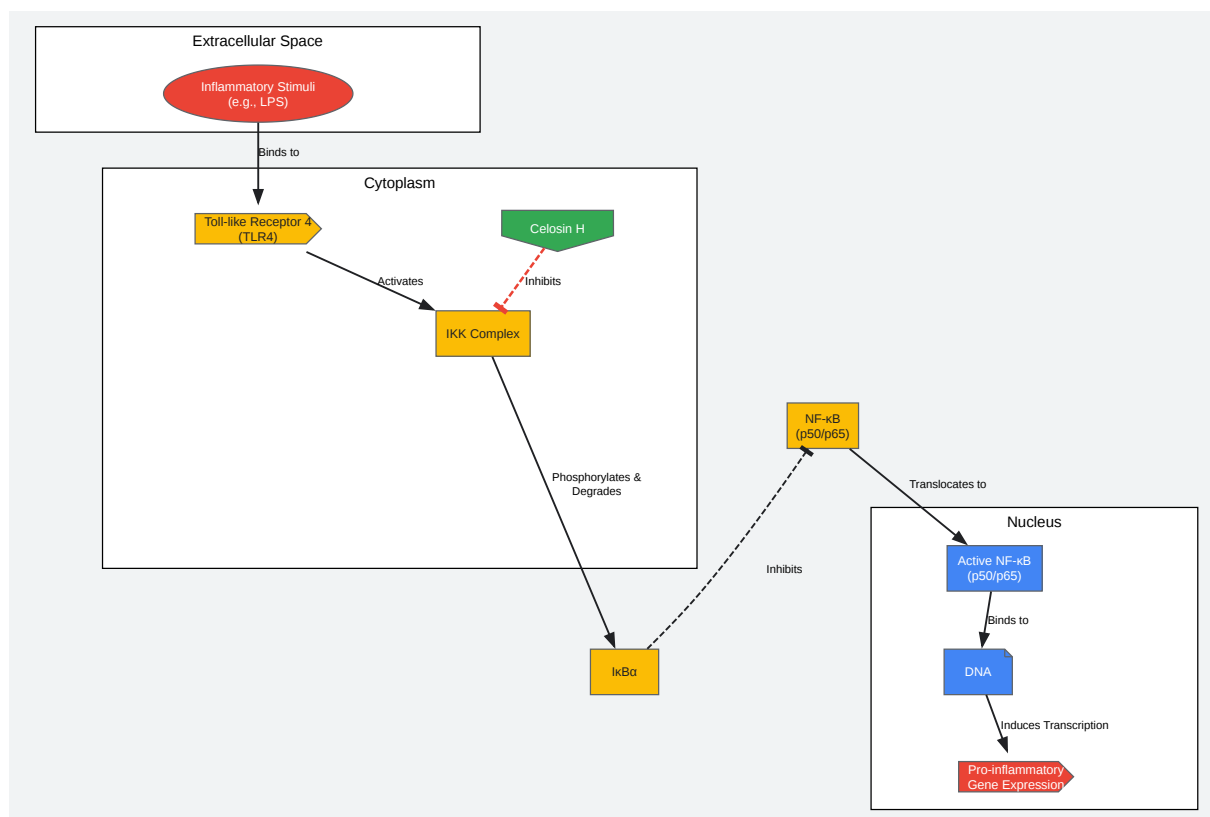 Extracellular Space
Inflammatory Stimuli
(e.g., LPS)
Binds to
Cytoplasm
Toll-like Receptor 4
(TLR4)
Celosin H
Activates
Inhibits
IKK Complex
NF-κB
(p50/p65)
Phosphorylates &
Degrades
Translocates to
Nucleus
Active NF-κB
(p50/p65)
Inhibits
Binds to
IκBα
DNA
Induces Transcription
Pro-inflammatory
Gene Expression